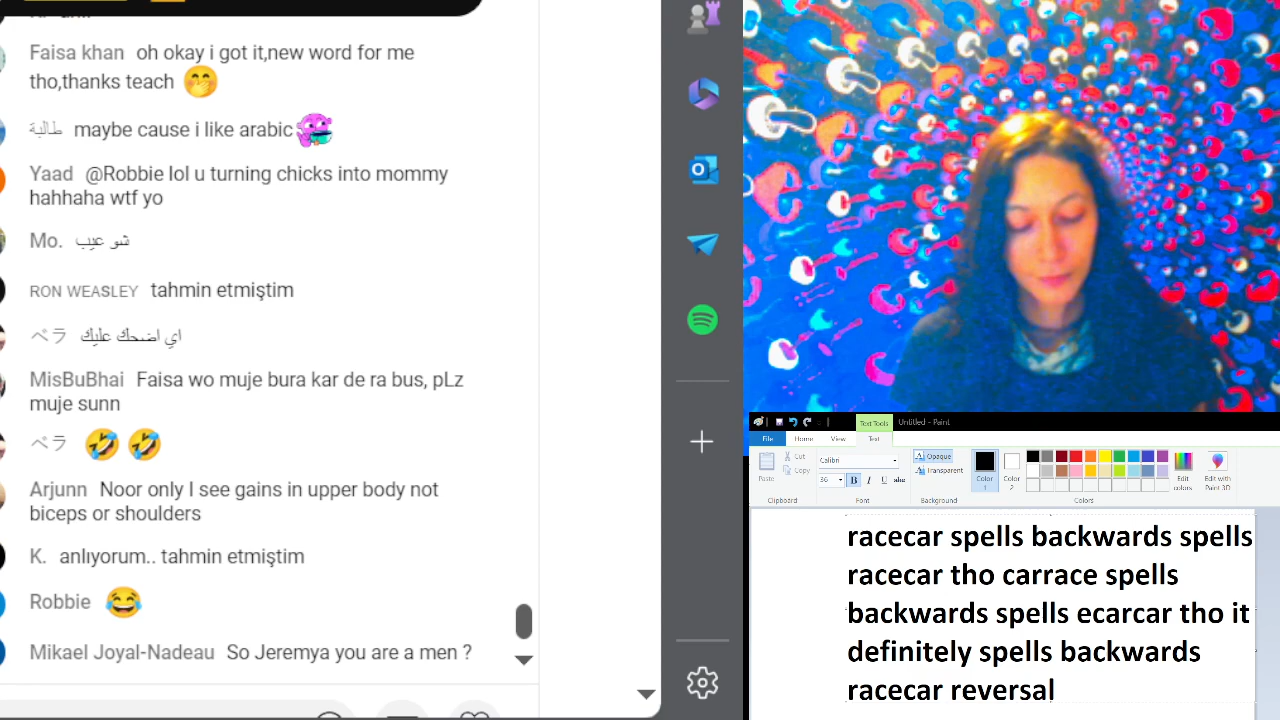 Faisa khan oh okay i got it,new word for me
tho,thanks teach 🤭
طالبة maybe cause i like arabic
Yaad @Robbie lol u turning chicks into mommy
hahhaha wtf yo
Mo. شو عيب
RON WEASLEY tahmin etmiştim
ペラ اي اضحك عليك
MisBuBhai Faisa wo muje bura kar de ra bus, pLz
muje sunn
ペラ 🤣🤣
Arjunn Noor only I see gains in upper body not
biceps or shoulders
K. anlıyorum.. tahmin etmiştim
Robbie 😂
Mikael Joyal-Nadeau So Jeremya you are a men ?
Text Tools Untitled - Paint
File Home View Text
Paste
Cut
Copy
Clipboard
Calibri
36 B I U abc
Font
Opaque
Transparent
Background
Color
1
Color
2
Colors
Edit
colors
Edit with
Paint 3D
racecar spells backwards spells
racecar tho carrace spells
backwards spells ecarcar tho it
definitely spells backwards
racecar reversal